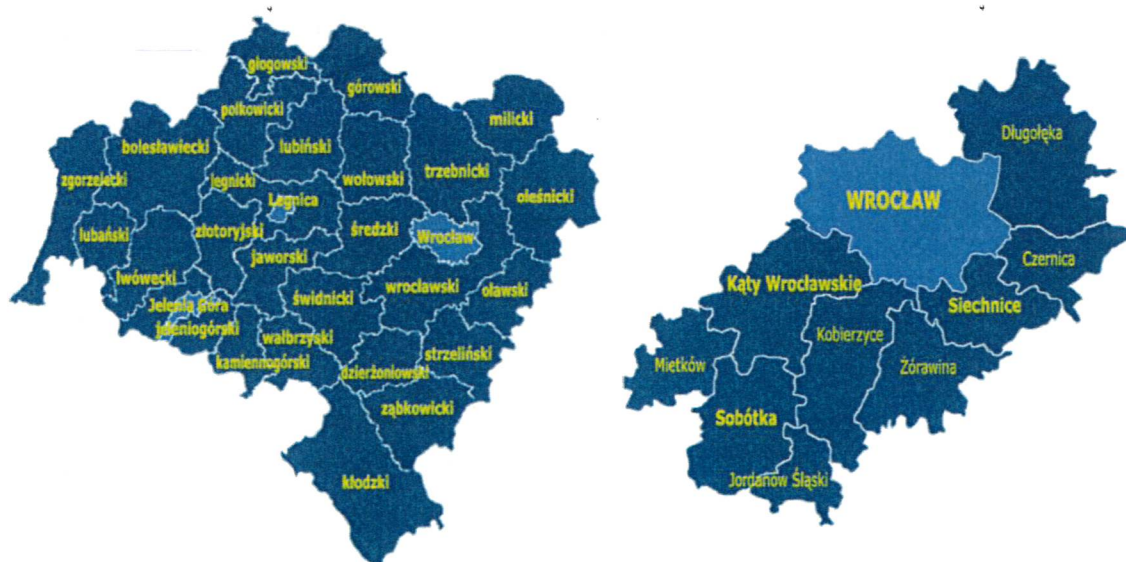 głogowski
górowski
polkowicki
milicki
bolesławiecki
lubiński
trzebnicki
zgorzelecki
legnicki
wołowski
oleśnicki
Legnica
lubański
złotoryjski
średzki
Wrocław
jaworski
lwówecki
wrocławski
oławski
świdnicki
Jelenia Góra
jeleniogórski
wałbrzyski
kamiennogórski
dzierżoniowski
strzeliński
ząbkowicki
kłodzki
Długołęka
WROCŁAW
Czernica
Kąty Wrocławskie
Siechnice
Kobierzyce
Mietków
Żórawina
Sobótka
Jordanów Śląski